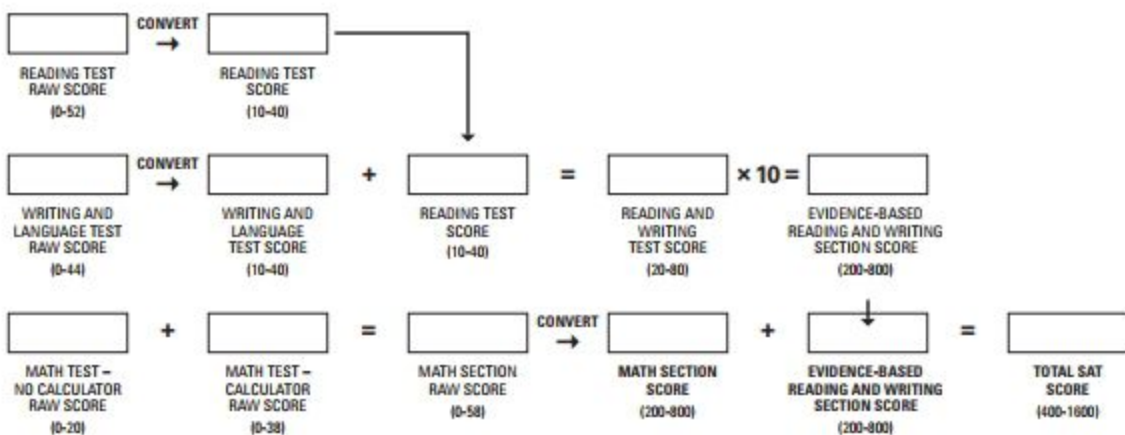 CONVERT
→
READING TEST
RAW SCORE
(0-52)
READING TEST
SCORE
(10-40)
CONVERT
→
+
=
× 10 =
WRITING AND
LANGUAGE TEST
RAW SCORE
(0-44)
WRITING AND
LANGUAGE
TEST SCORE
(10-40)
READING TEST
SCORE
(10-40)
READING AND
WRITING
TEST SCORE
(20-80)
EVIDENCE-BASED
READING AND WRITING
SECTION SCORE
(200-800)
+
=
CONVERT
→
+
=
MATH TEST –
NO CALCULATOR
RAW SCORE
(0-20)
MATH TEST –
CALCULATOR
RAW SCORE
(0-38)
MATH SECTION
RAW SCORE
(0-58)
MATH SECTION
SCORE
(200-800)
EVIDENCE-BASED
READING AND WRITING
SECTION SCORE
(200-800)
TOTAL SAT
SCORE
(400-1600)